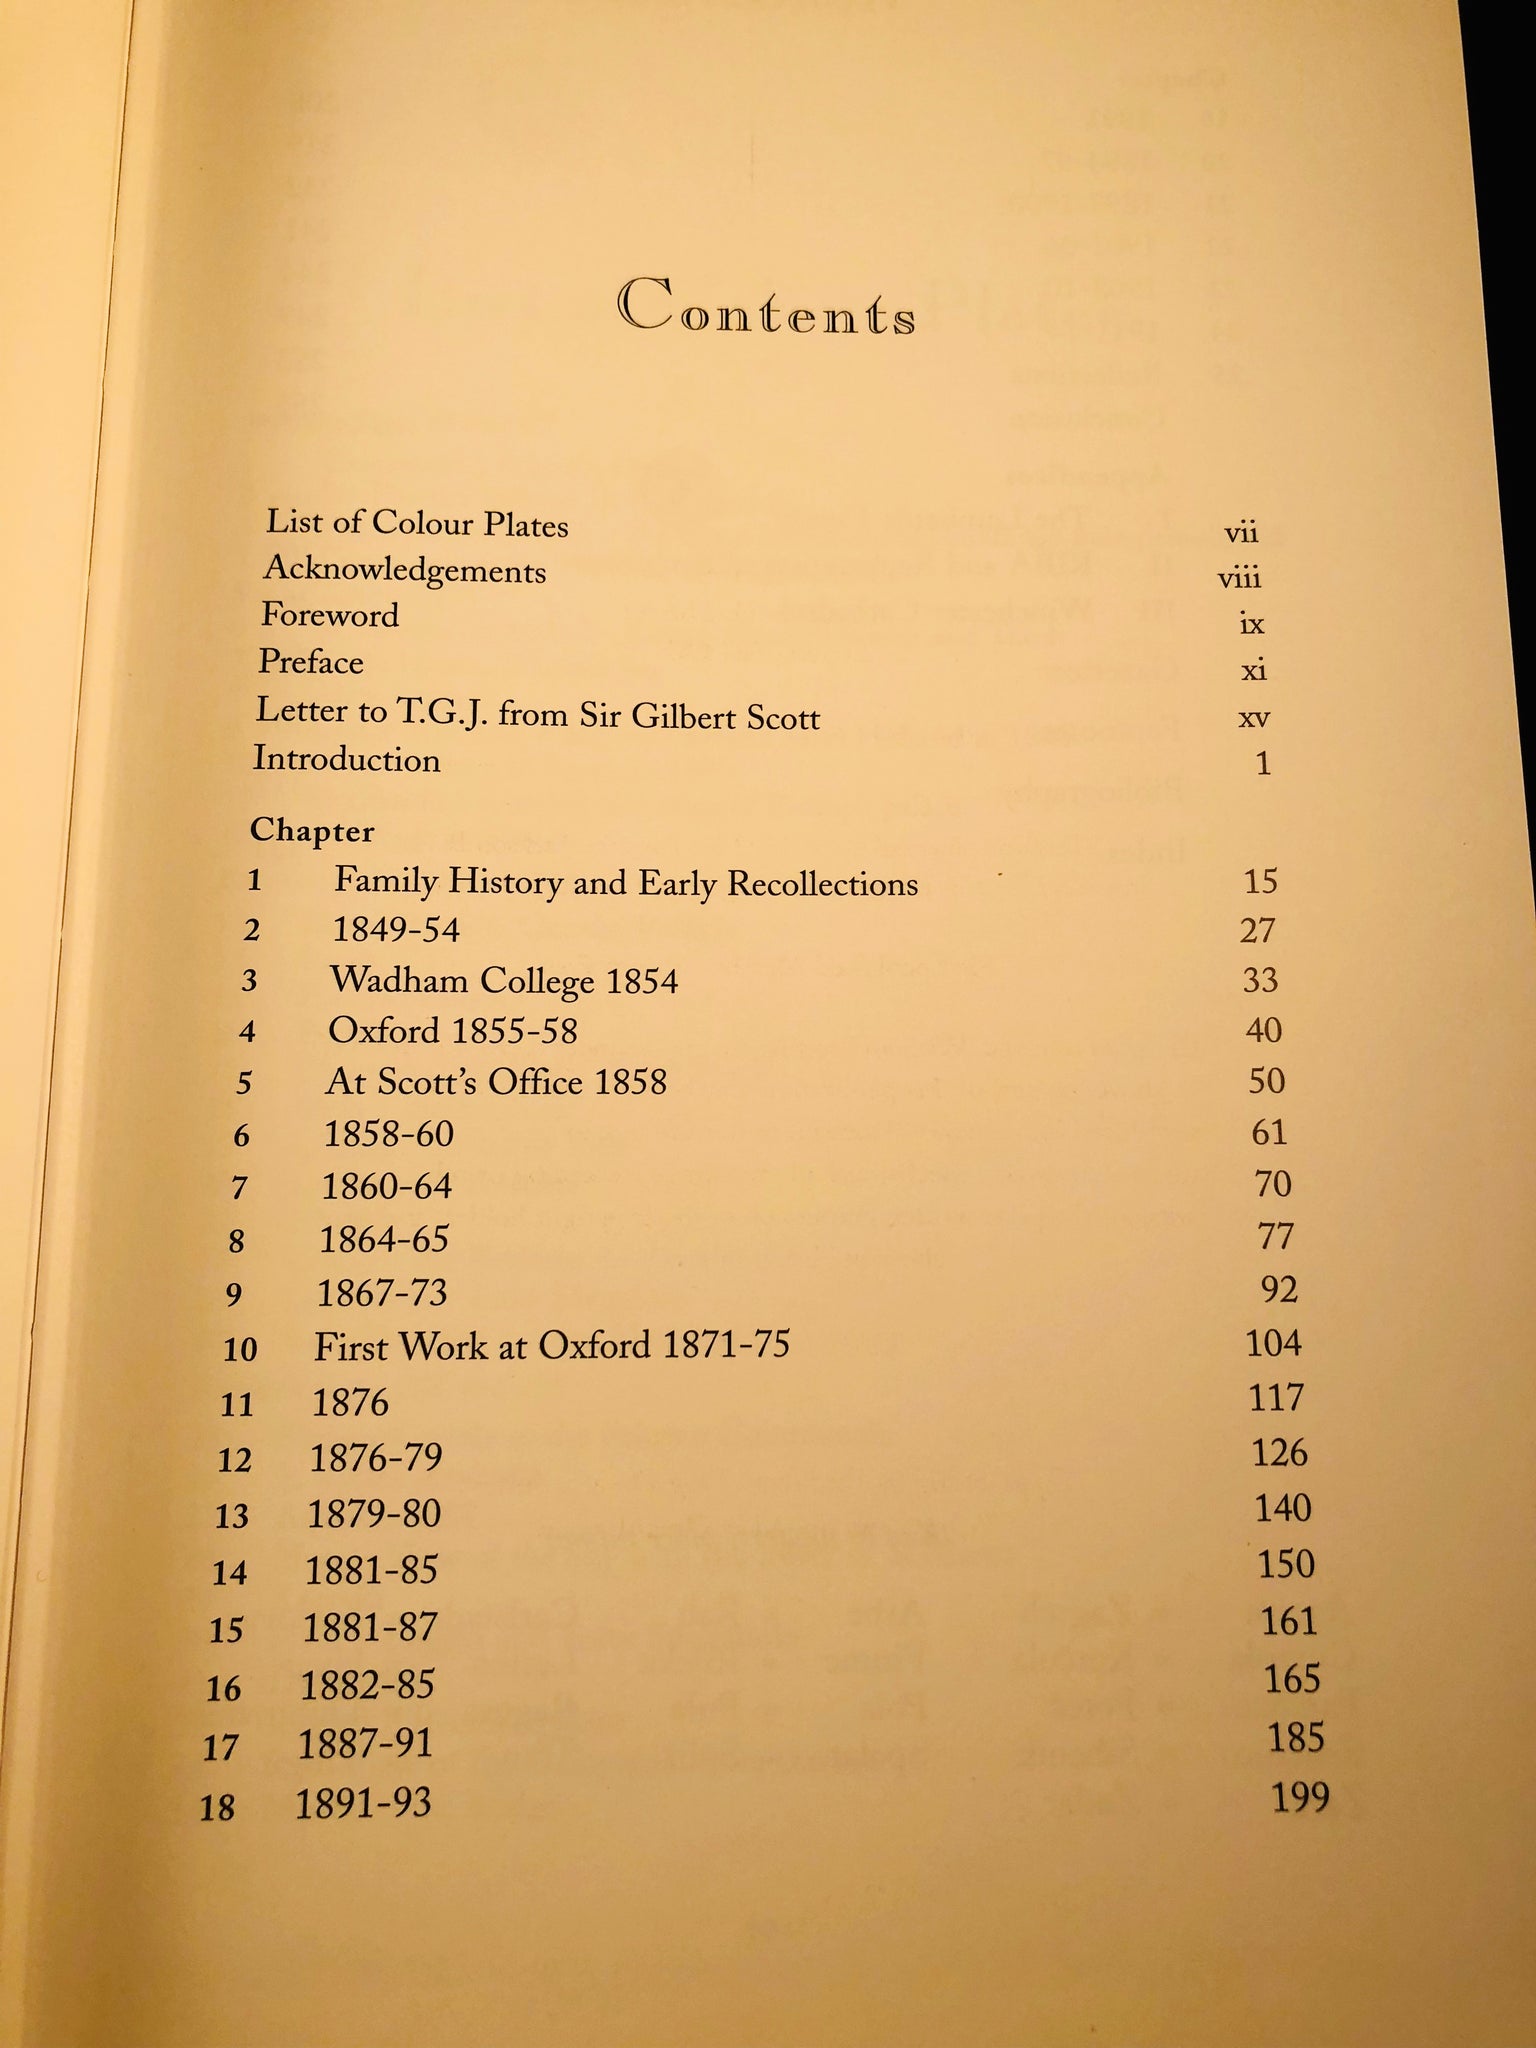 Contents
List of Colour Plates vii
Acknowledgements viii
Foreword ix
Preface xi
Letter to T.G.J. from Sir Gilbert Scott xv
Introduction 1
Chapter
1 Family History and Early Recollections 15
2 1849-54 27
3 Wadham College 1854 33
4 Oxford 1855-58 40
5 At Scott's Office 1858 50
6 1858-60 61
7 1860-64 70
8 1864-65 77
9 1867-73 92
10 First Work at Oxford 1871-75 104
11 1876 117
12 1876-79 126
13 1879-80 140
14 1881-85 150
15 1881-87 161
16 1882-85 165
17 1887-91 185
18 1891-93 199